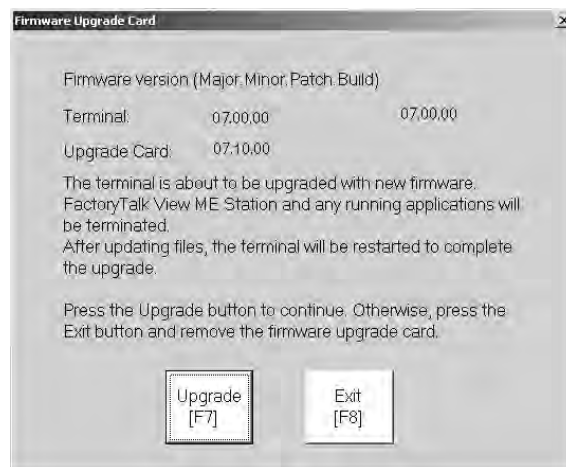 Firmware Upgrade Card
Firmware Version (Major.Minor.Patch.Build)
Terminal: 07.00.00 07.00.00
Upgrade Card: 07.10.00
The terminal is about to be upgraded with new firmware.
FactoryTalk View ME Station and any running applications will
be terminated.
After updating files, the terminal will be restarted to complete
the upgrade.
Press the Upgrade button to continue. Otherwise, press the
Exit button and remove the firmware upgrade card.
Upgrade Exit
[F7] [F8]